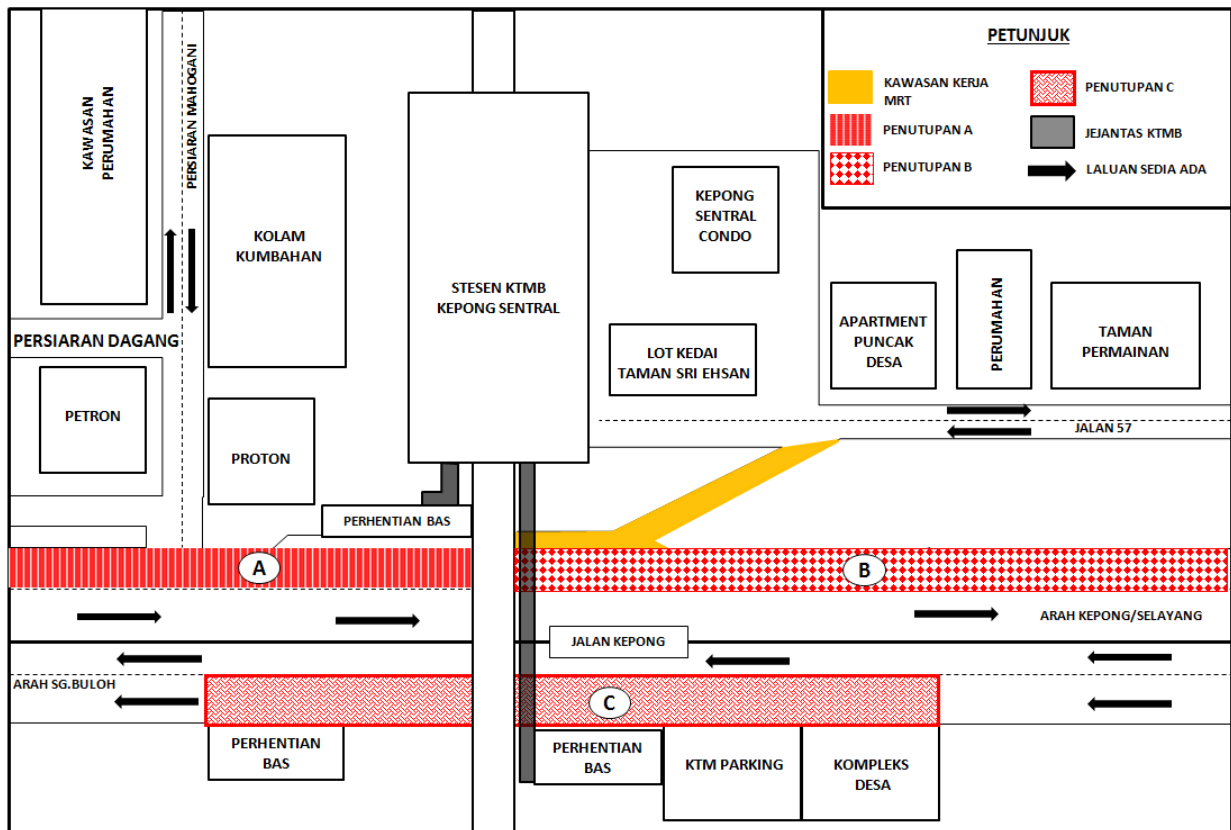 PETUNJUK
KAWASAN KERJA
MRT
PENUTUPAN A
PENUTUPAN B
PENUTUPAN C
JEJANTAS KTMB
LALUAN SEDIA ADA
KAWASAN
PERUMAHAN
PERSIARAN MAHOGANI
KOLAM
KUMBAHAN
STESEN KTMB
KEPONG SENTRAL
KEPONG
SENTRAL
CONDO
LOT KEDAI
TAMAN SRI EHSAN
APARTMENT
PUNCAK
DESA
PERUMAHAN
TAMAN
PERMAINAN
PERSIARAN DAGANG
PETRON
PROTON
JALAN 57
PERHENTIAN BAS
A
B
ARAH KEPONG/SELAYANG
JALAN KEPONG
ARAH SG.BULOH
C
PERHENTIAN
BAS
PERHENTIAN
BAS
KTM PARKING
KOMPLEKS
DESA